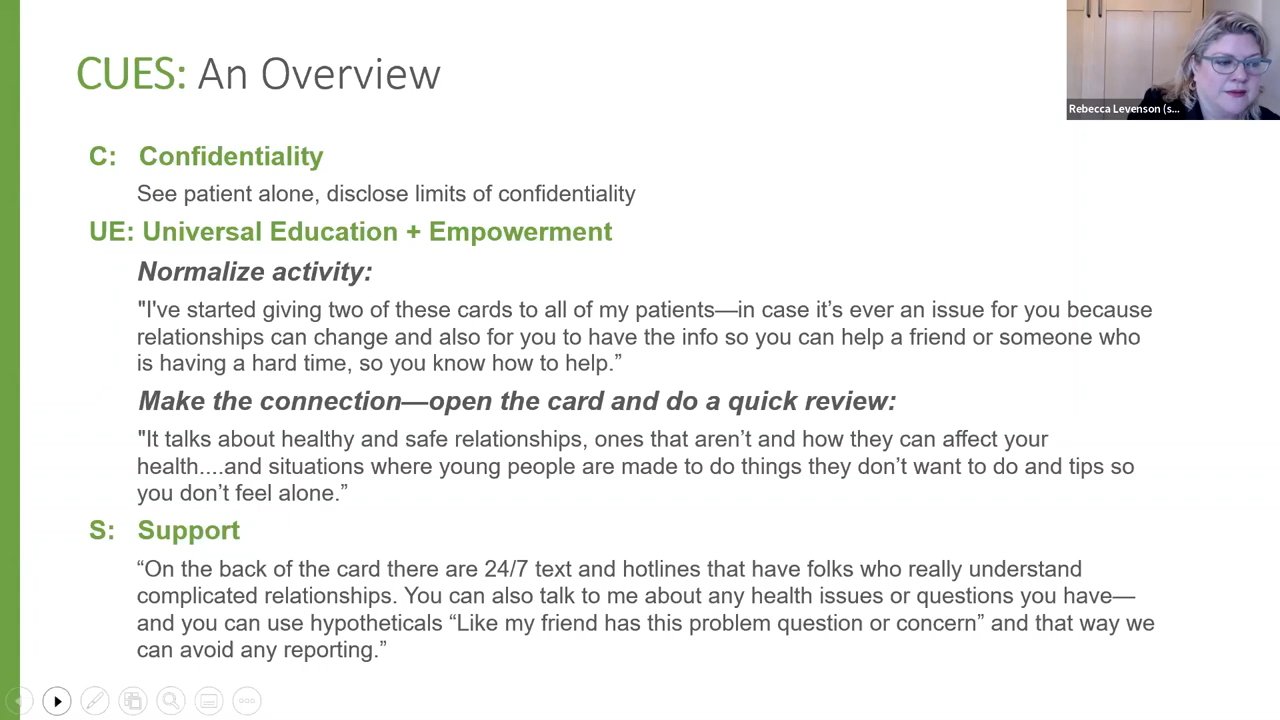 CUES: An Overview
Rebecca Levenson (s...
C: Confidentiality
See patient alone, disclose limits of confidentiality
UE: Universal Education + Empowerment
Normalize activity:
"I've started giving two of these cards to all of my patients—in case it’s ever an issue for you because
relationships can change and also for you to have the info so you can help a friend or someone who
is having a hard time, so you know how to help.”
Make the connection—open the card and do a quick review:
"It talks about healthy and safe relationships, ones that aren’t and how they can affect your
health....and situations where young people are made to do things they don’t want to do and tips so
you don’t feel alone.”
S: Support
“On the back of the card there are 24/7 text and hotlines that have folks who really understand
complicated relationships. You can also talk to me about any health issues or questions you have—
and you can use hypotheticals “Like my friend has this problem question or concern” and that way we
can avoid any reporting.”